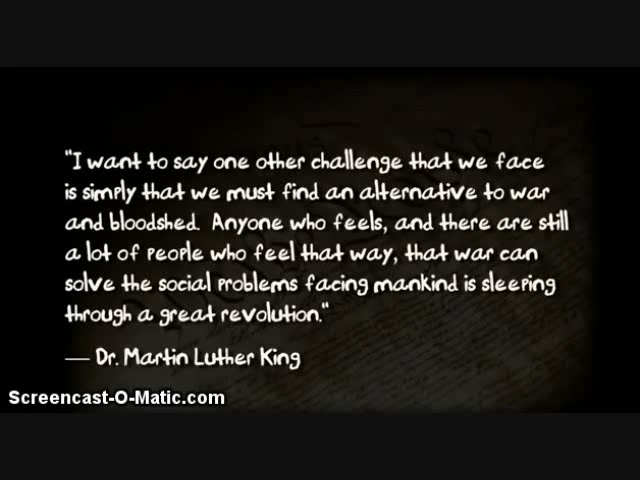 "I want to say one other challenge that we face
is simply that we must find an alternative to war
and bloodshed. Anyone who feels, and there are still
a lot of people who feel that way, that war can
solve the social problems facing mankind is sleeping
through a great revolution."
— Dr. Martin Luther King
Screencast-O-Matic.com